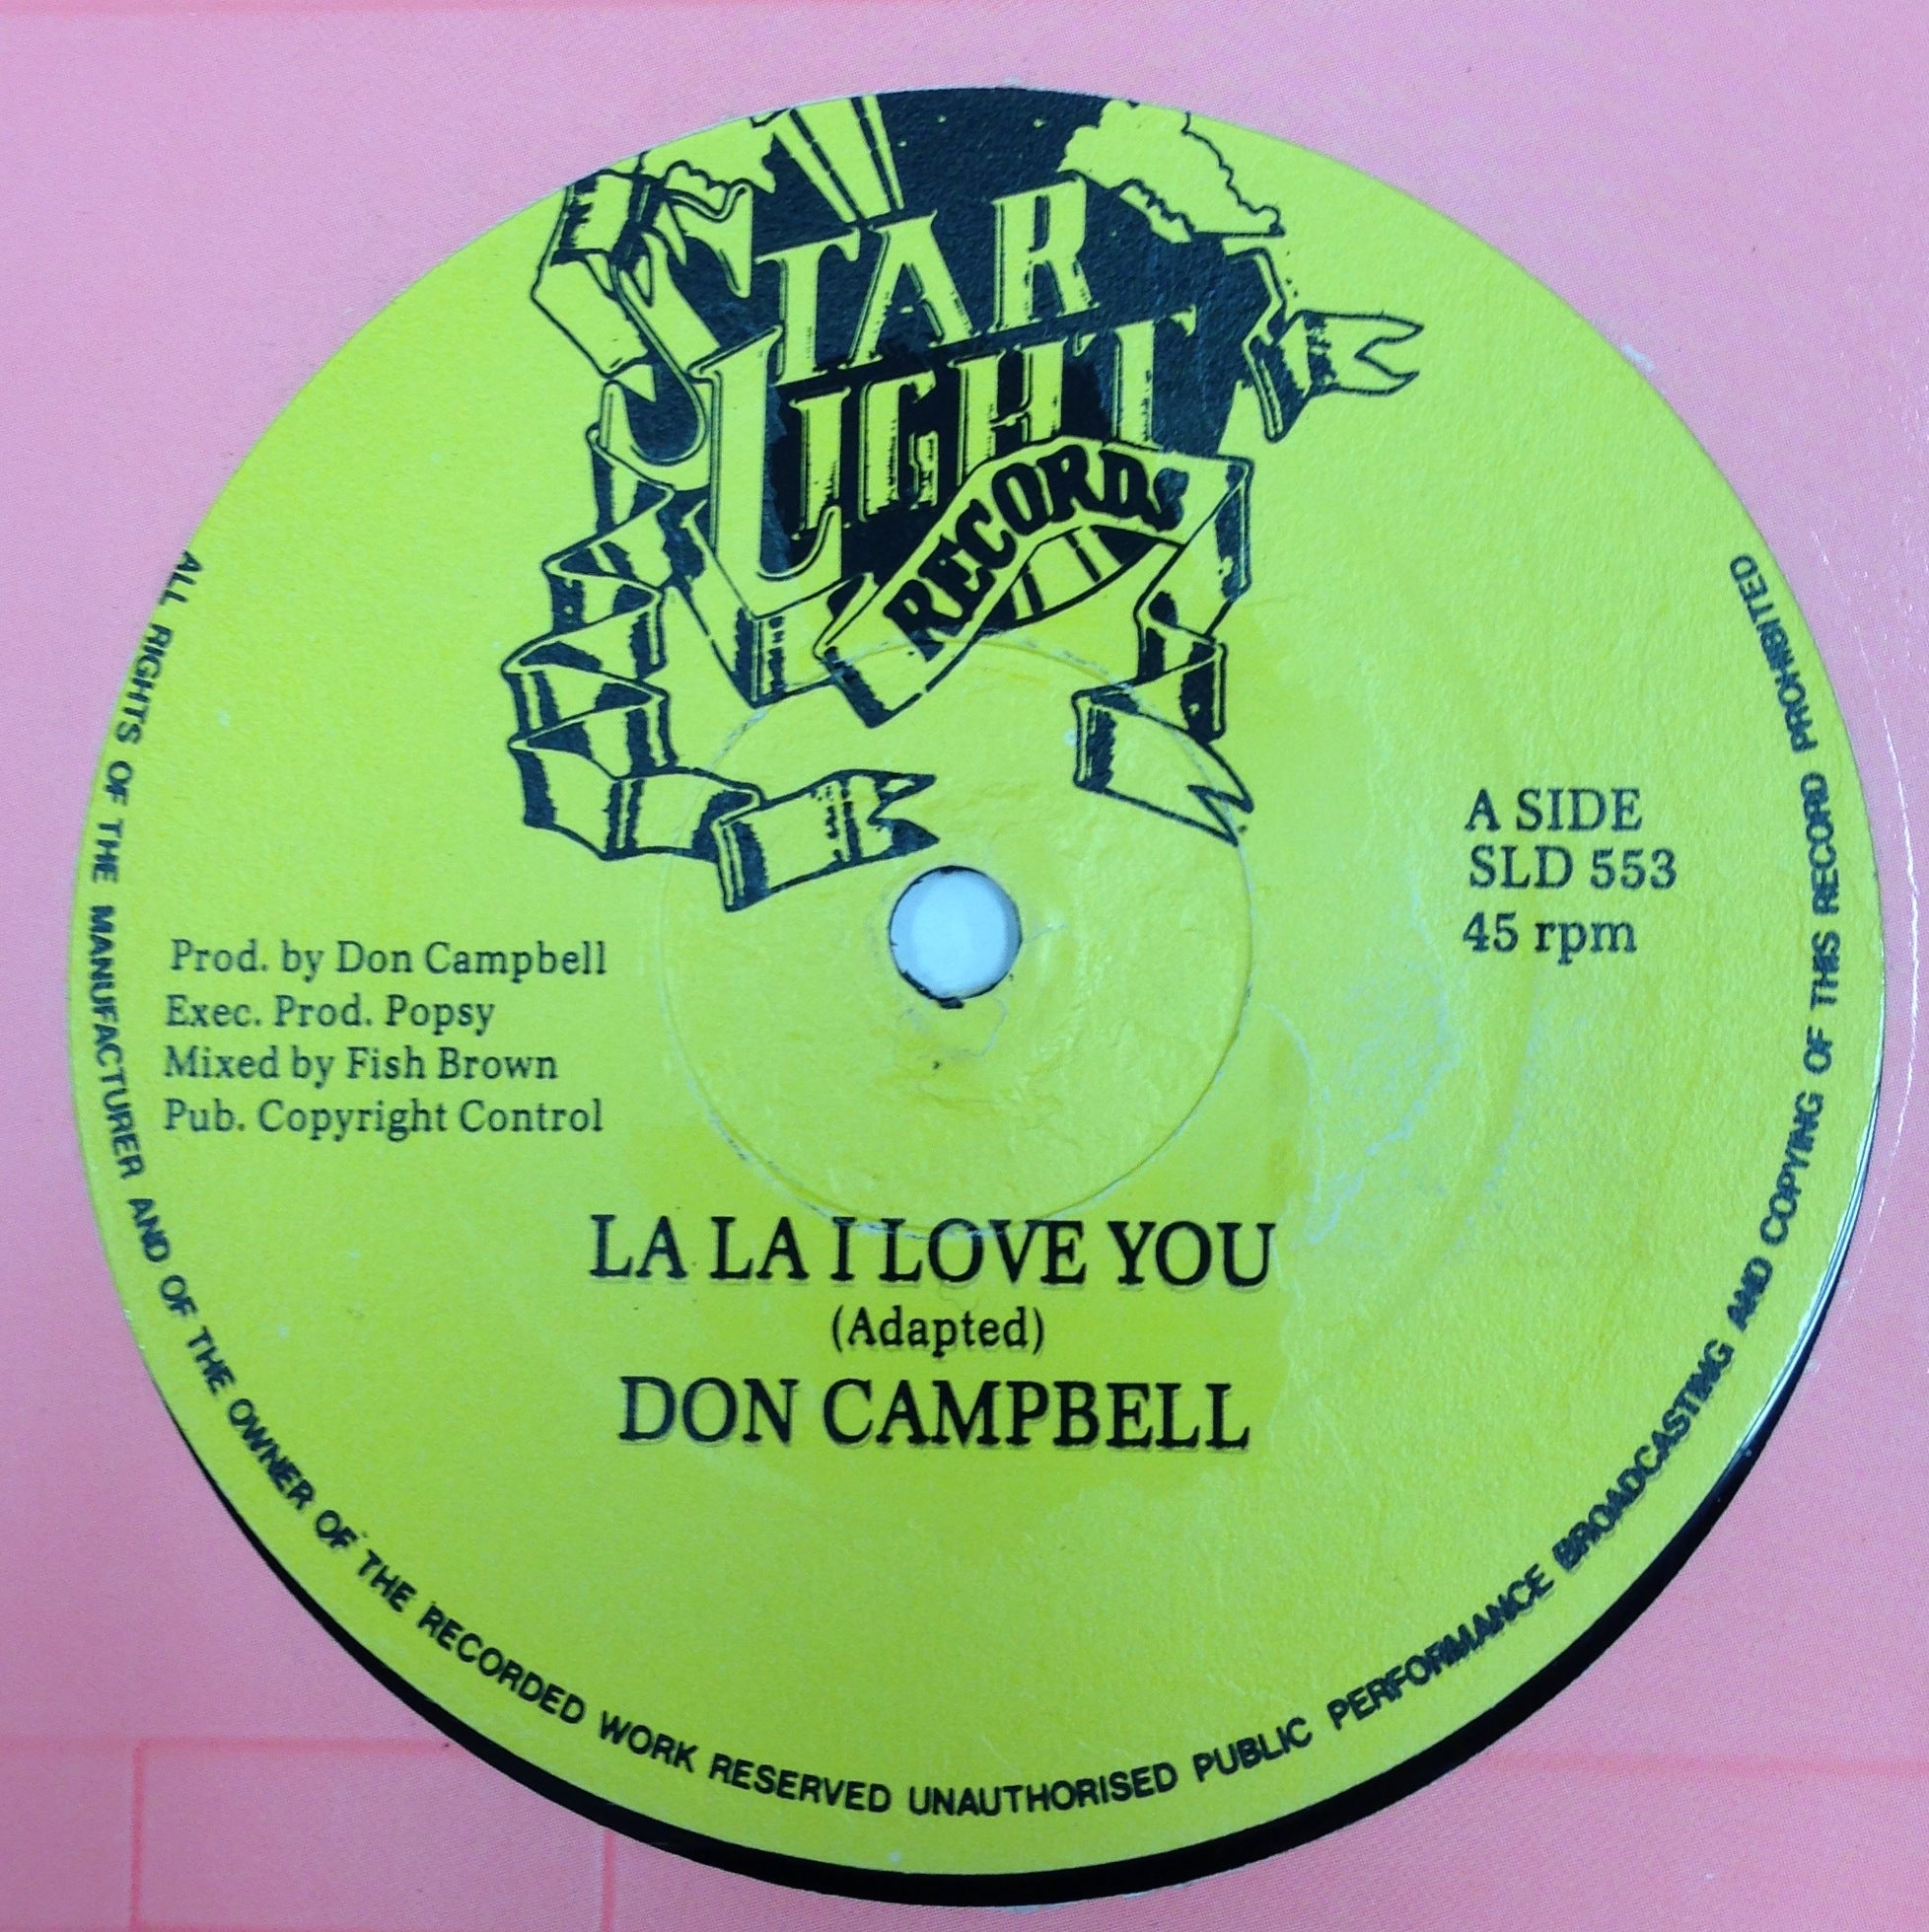 STAR
LIGHT
RECORDS
A SIDE
SLD 553
45 rpm
Prod. by Don Campbell
Exec. Prod. Popsy
Mixed by Fish Brown
Pub. Copyright Control
LA LA I LOVE YOU
(Adapted)
DON CAMPBELL
ALL RIGHTS OF THE MANUFACTURER AND OF THE OWNER OF THE RECORDED WORK RESERVED UNAUTHORISED PUBLIC PERFORMANCE BROADCASTING AND COPYING OF THIS RECORD PROHIBITED